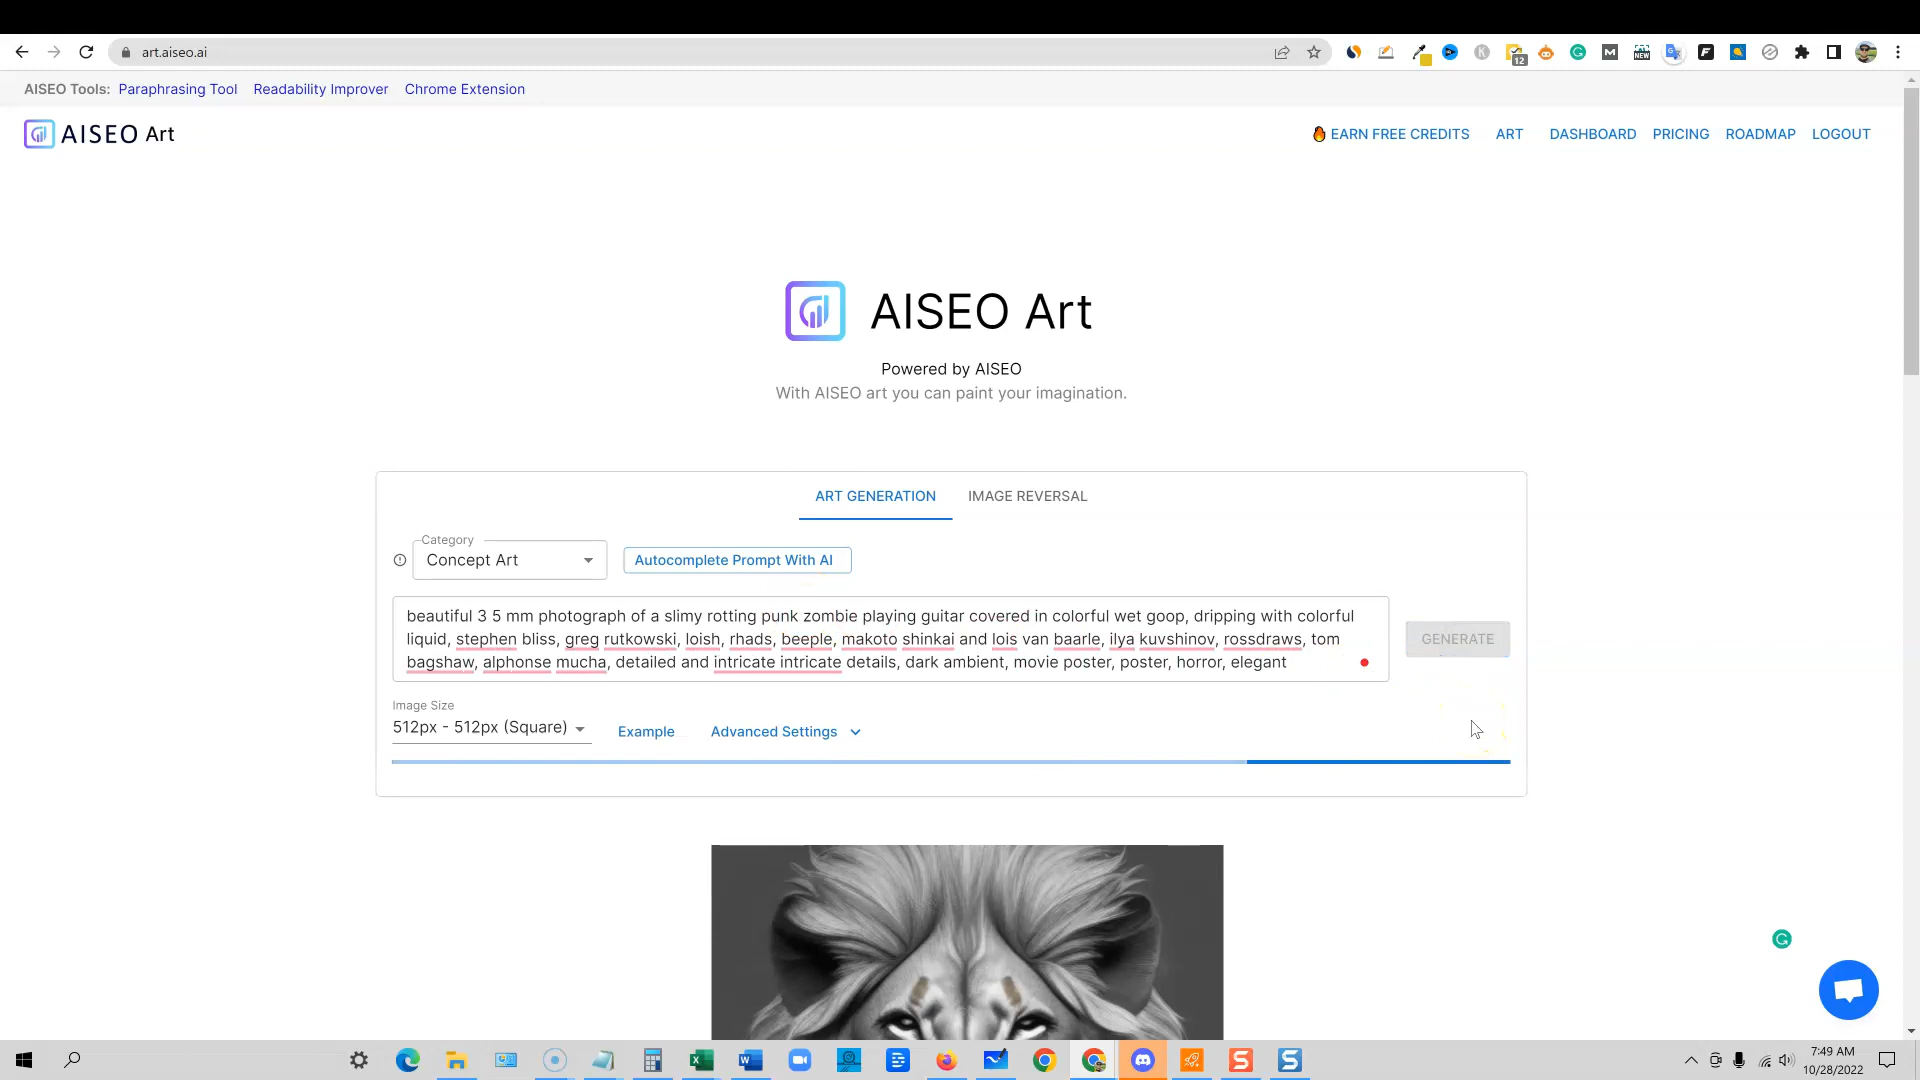 art.aiseo.ai
12
NEW
AISEO Tools: Paraphrasing Tool Readability Improver Chrome Extension
AISEO Art
EARN FREE CREDITS ART DASHBOARD PRICING ROADMAP LOGOUT
AISEO Art
Powered by AISEO
With AISEO art you can paint your imagination.
ART GENERATION IMAGE REVERSAL
Category
Concept Art
Autocomplete Prompt With AI
beautiful 3 5 mm photograph of a slimy rotting punk zombie playing guitar covered in colorful wet goop, dripping with colorful
liquid, stephen bliss, greg rutkowski, loish, rhads, beeple, makoto shinkai and lois van baarle, ilya kuvshinov, rossdraws, tom
bagshaw, alphonse mucha, detailed and intricate intricate details, dark ambient, movie poster, poster, horror, elegant
GENERATE
Image Size
512px - 512px (Square)
Example
Advanced Settings
7:49 AM
10/28/2022